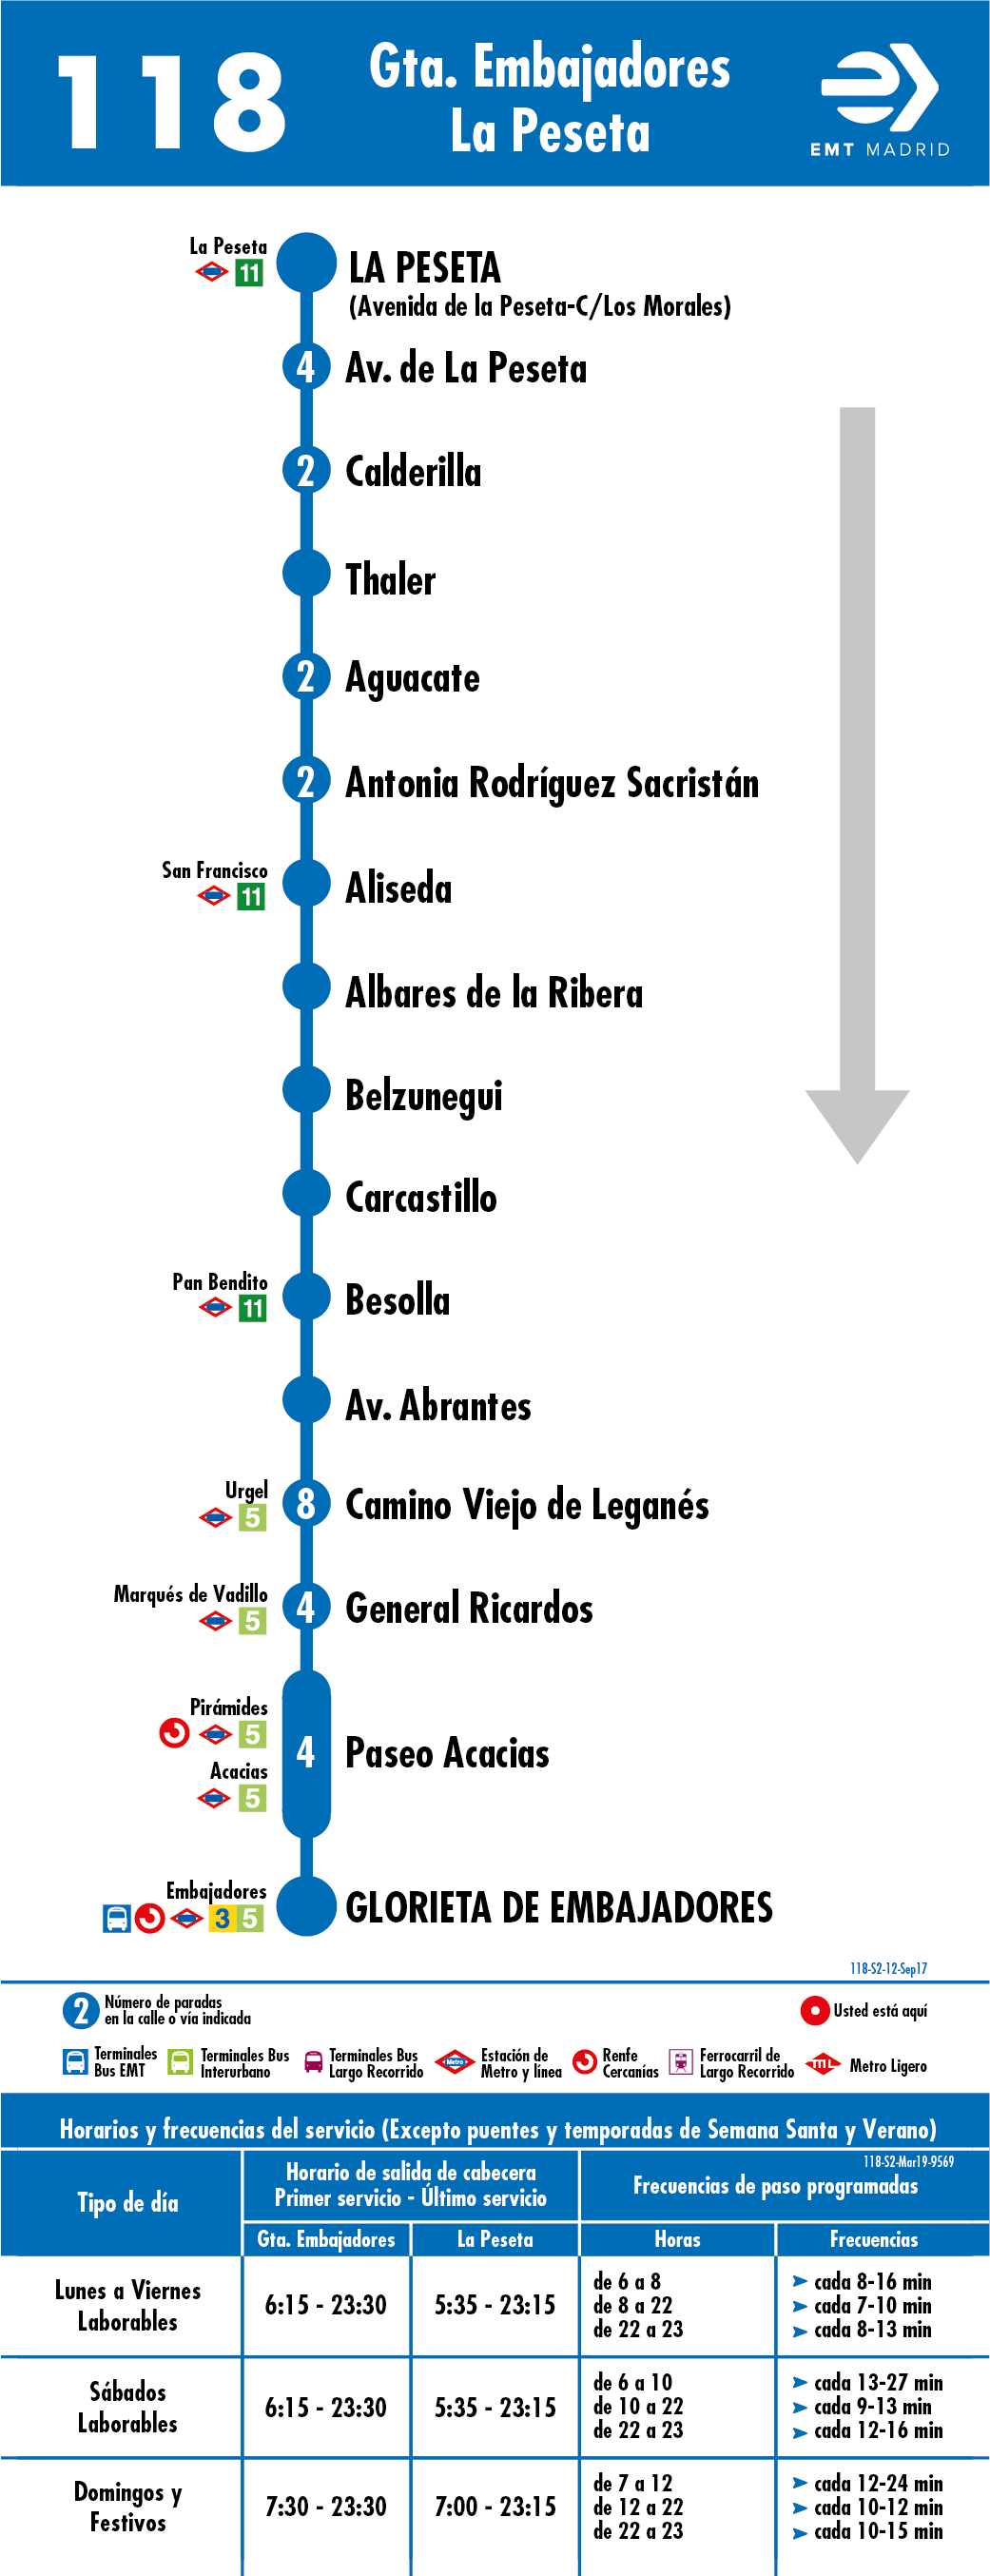 118
Gta. Embajadores
La Peseta
EMT MADRID
La Peseta
11
LA PESETA
(Avenida de la Peseta-C/Los Morales)
4 Av. de La Peseta
2 Calderilla
Thaler
2 Aguacate
2 Antonia Rodríguez Sacristán
San Francisco
11
Aliseda
Albares de la Ribera
Belzunegui
Carcastillo
Pan Bendito
11
Besolla
Av. Abrantes
Urgel
5
8 Camino Viejo de Leganés
Marqués de Vadillo
5
4 General Ricardos
Pirámides
5
Acacias
5
4 Paseo Acacias
Embajadores
3 5
GLORIETA DE EMBAJADORES
118-S2-12-Sep17
2 Número de paradas
en la calle o vía indicada
Usted está aquí
Terminales
Bus EMT
Terminales Bus
Interurbano
Terminales Bus
Largo Recorrido
Metro
Estación de
Metro y línea
Renfe
Cercanías
Ferrocarril de
Largo Recorrido
ML Metro Ligero
Horarios y frecuencias del servicio (Excepto puentes y temporadas de Semana Santa y Verano)
118-S2-Mar19-9569
Tipo de día
Horario de salida de cabecera
Primer servicio - Último servicio
Frecuencias de paso programadas
Gta. Embajadores La Peseta Horas Frecuencias
Lunes a Viernes
Laborables
6:15 - 23:30 5:35 - 23:15
de 6 a 8 cada 8-16 min
de 8 a 22 cada 7-10 min
de 22 a 23 cada 8-13 min
Sábados
Laborables
6:15 - 23:30 5:35 - 23:15
de 6 a 10 cada 13-27 min
de 10 a 22 cada 9-13 min
de 22 a 23 cada 12-16 min
Domingos y
Festivos
7:30 - 23:30 7:00 - 23:15
de 7 a 12 cada 12-24 min
de 12 a 22 cada 10-12 min
de 22 a 23 cada 10-15 min